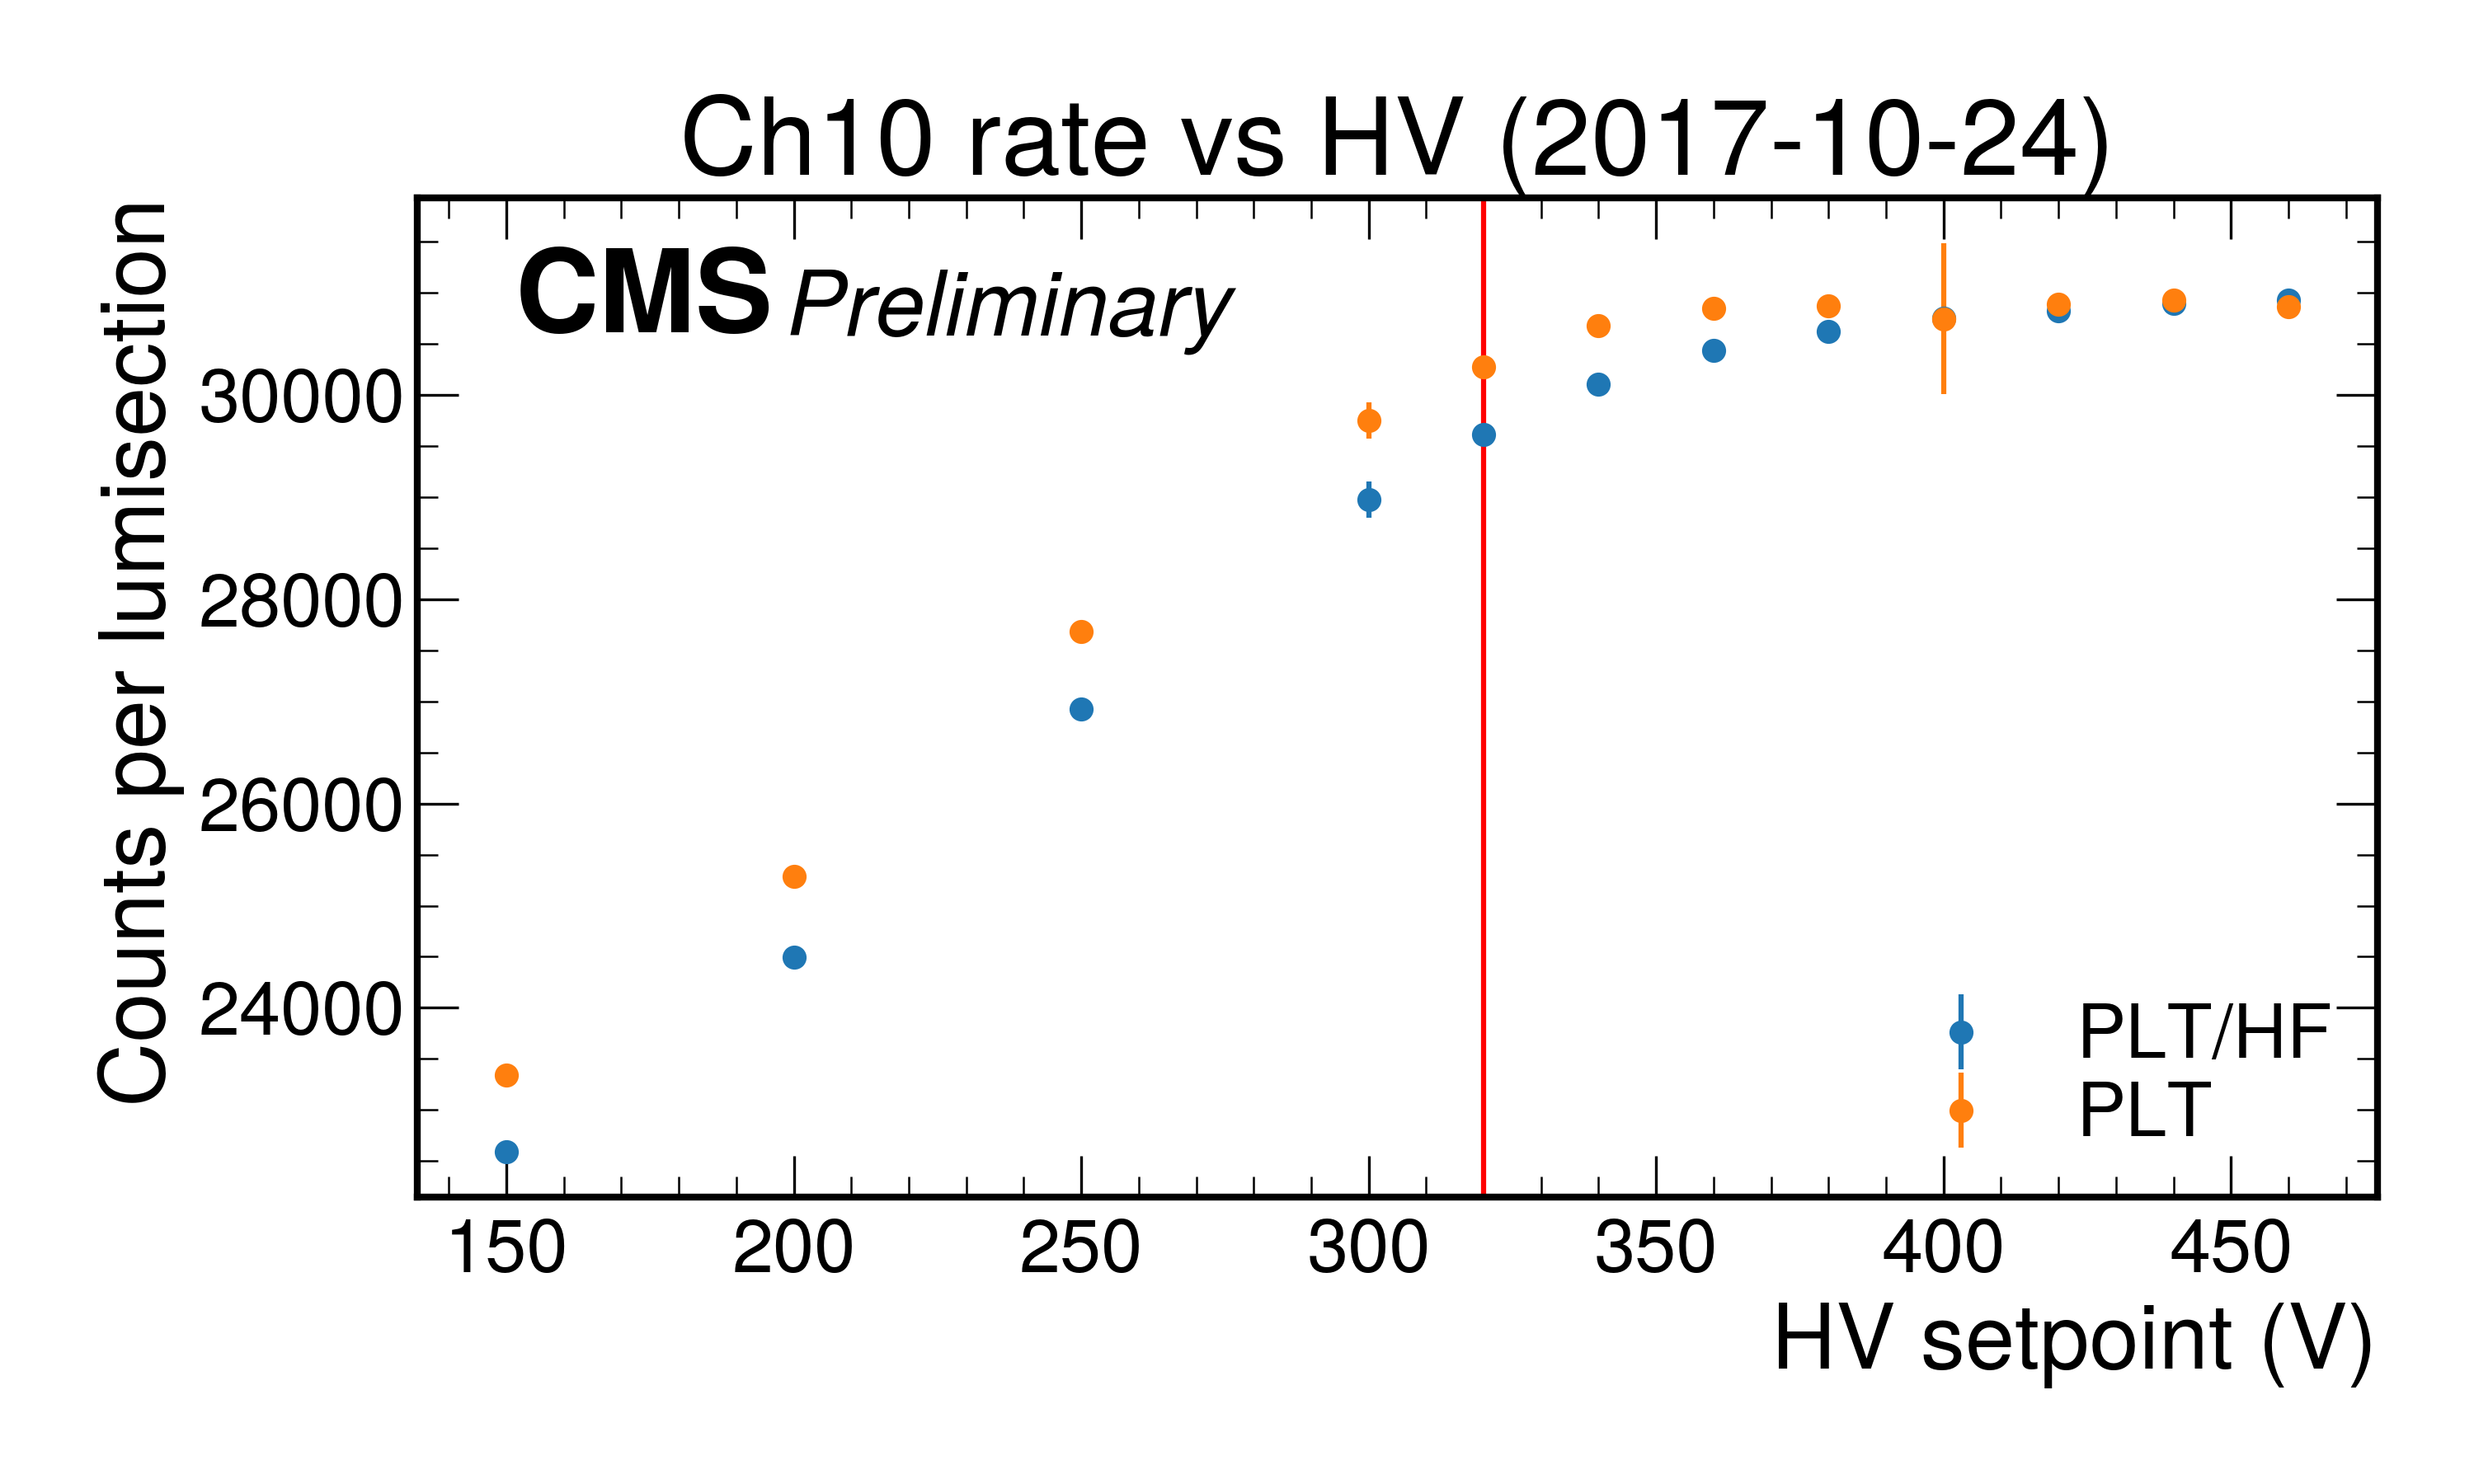 Ch10 rate vs HV (2017-10-24)
CMS Preliminary
Counts per lumisection
30000
28000
26000
24000
PLT/HF
PLT
150 200 250 300 350 400 450
HV setpoint (V)